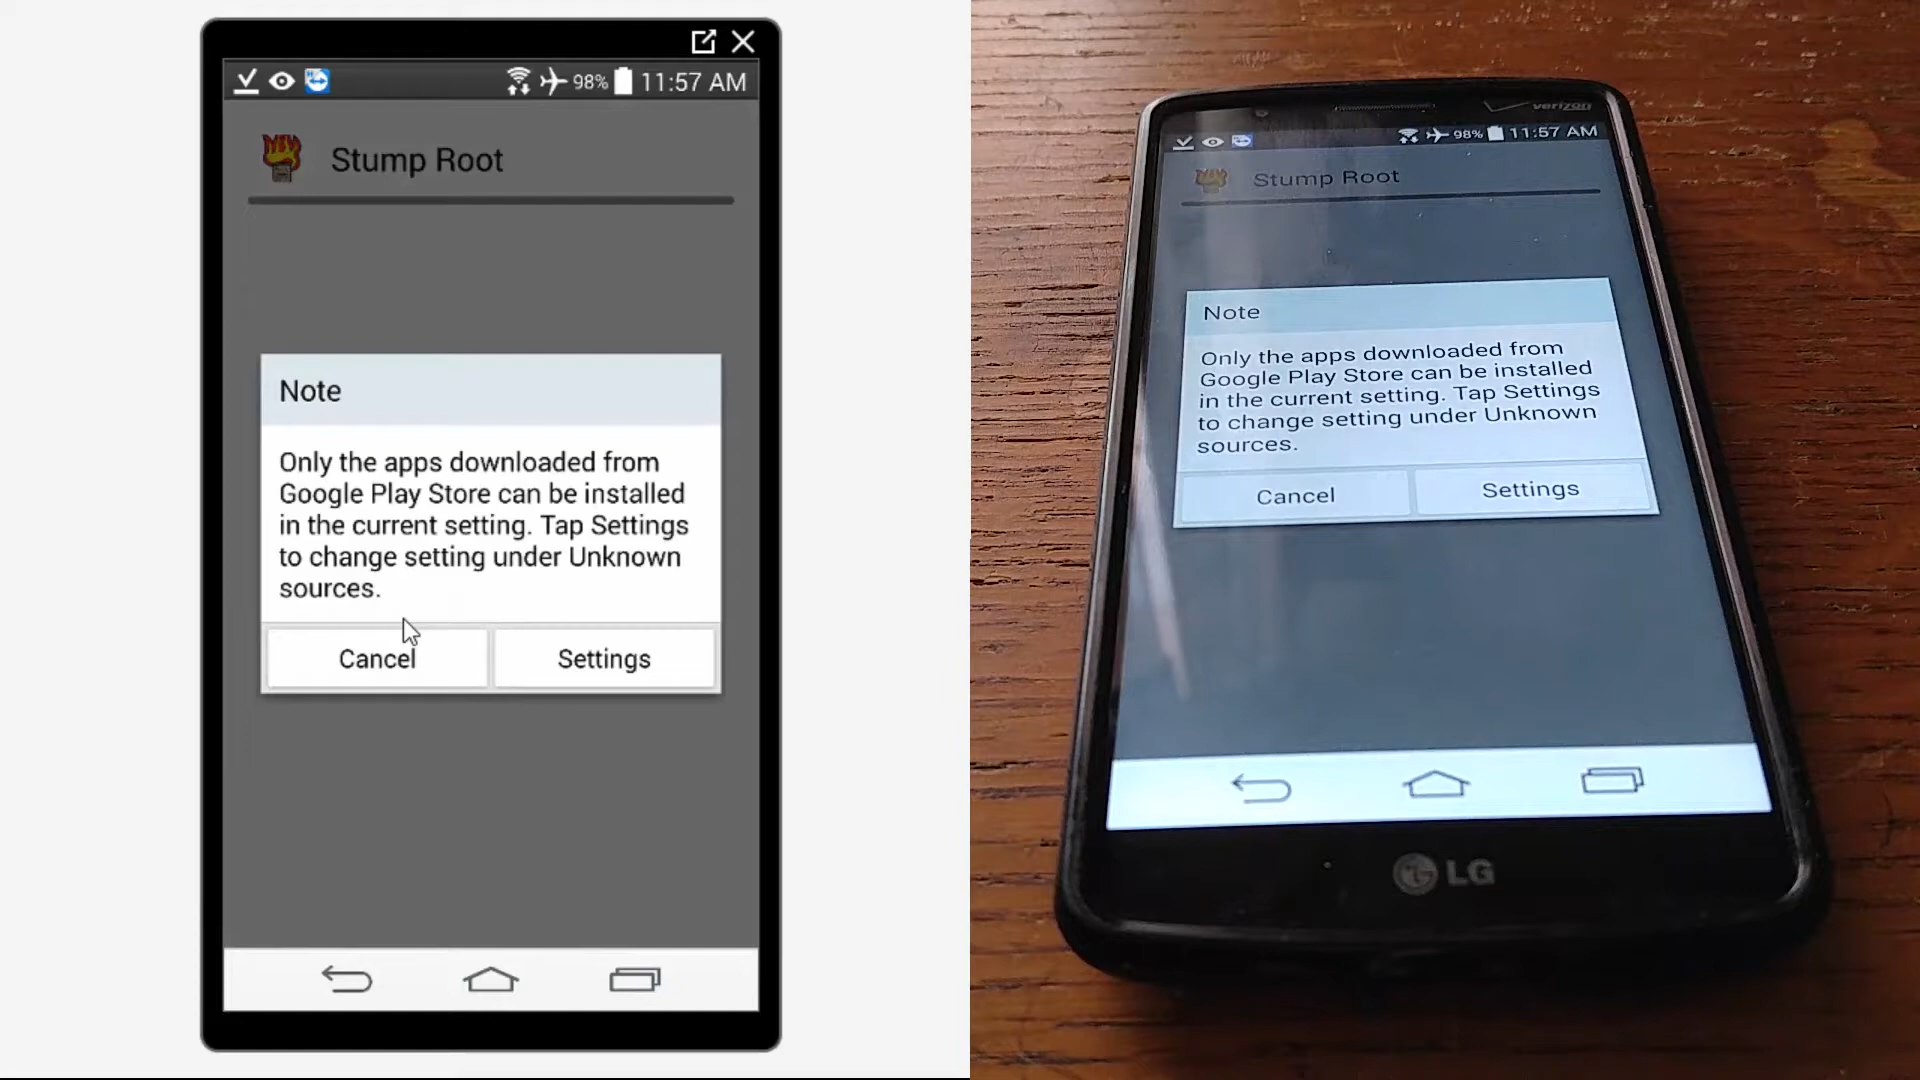 98% 11:57 AM
Stump Root
Note
Only the apps downloaded from
Google Play Store can be installed
in the current setting. Tap Settings
to change setting under Unknown
sources.
Cancel Settings
verizon
98% 11:57 AM
Stump Root
Note
Only the apps downloaded from
Google Play Store can be installed
in the current setting. Tap Settings
to change setting under Unknown
sources.
Cancel Settings
LG